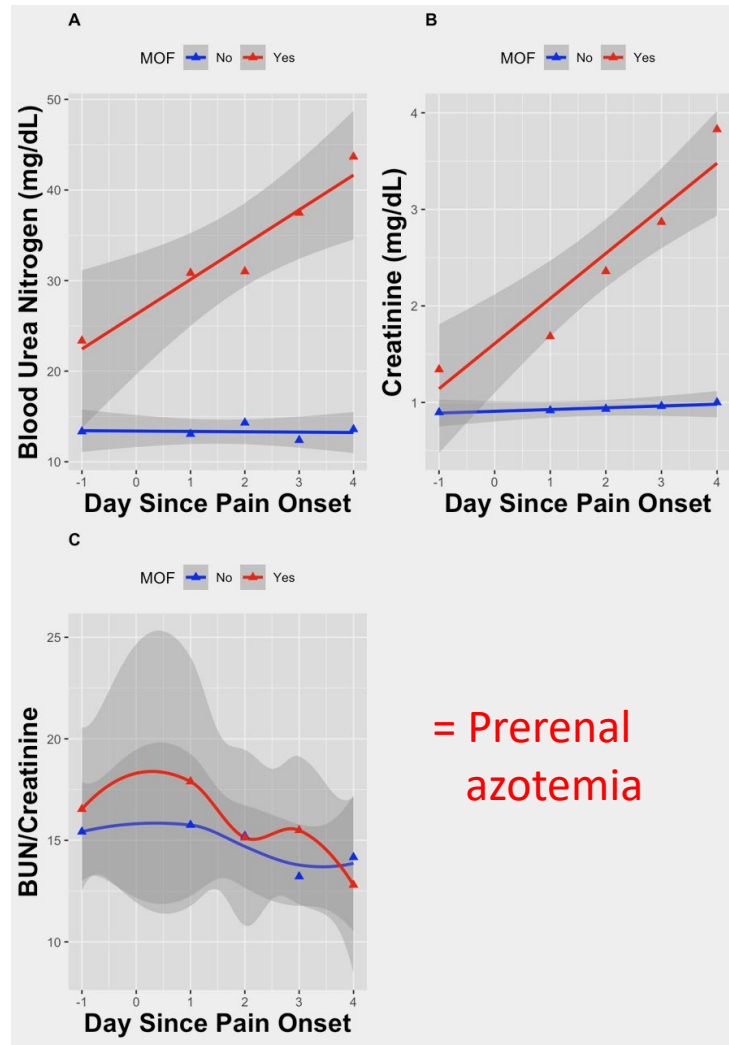 A
MOF No Yes
Blood Urea Nitrogen (mg/dL)
50
40
30
20
10
-1 0 1 2 3 4
Day Since Pain Onset
B
MOF No Yes
Creatinine (mg/dL)
4
3
2
1
-1 0 1 2 3 4
Day Since Pain Onset
C
MOF No Yes
BUN/Creatinine
25
20
15
10
-1 0 1 2 3 4
Day Since Pain Onset
= Prerenal
azotemia